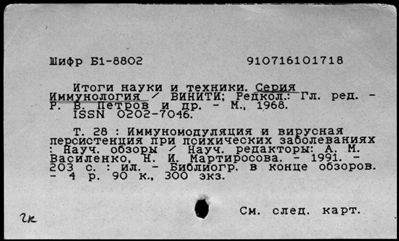 Шифр Б1-8802 910716101718
Итоги науки и техники. Серия
Иммунология / ВИНИТИ; Редкол.: Гл. ред. -
Р. В. Петров и др. - М., 1968.
ISSN 0202-7046.
Т. 28 : Иммуномодуляция и вирусная
персистенция при психических заболеваниях
: Науч. обзоры / Науч. редакторы: А. М.
Василенко, Н. И. Мартиросова. - 1991. -
203 с. : ил. - Библиогр. в конце обзоров.
- 4 р. 90 к., 300 экз.
См. след. карт.
2к